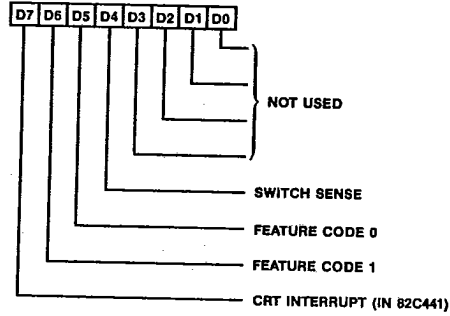 D7 D6 D5 D4 D3 D2 D1 D0
NOT USED
SWITCH SENSE
FEATURE CODE 0
FEATURE CODE 1
CRT INTERRUPT (IN 82C441)